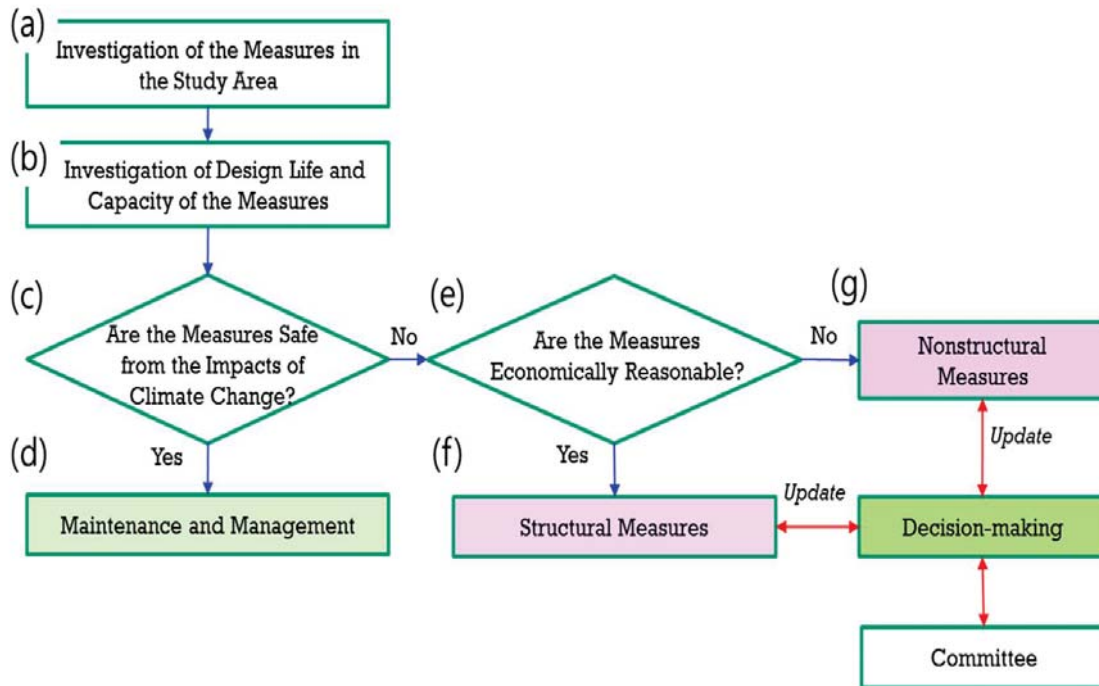 (a)
Investigation of the Measures in
the Study Area
(b)
Investigation of Design Life and
Capacity of the Measures
(c)
Are the Measures Safe
from the Impacts of
Climate Change?
No
(e)
Are the Measures
Economically Reasonable?
No
(g)
Nonstructural
Measures
Yes
(d)
Maintenance and Management
Yes
(f)
Structural Measures
Update
Update
Decision-making
Committee